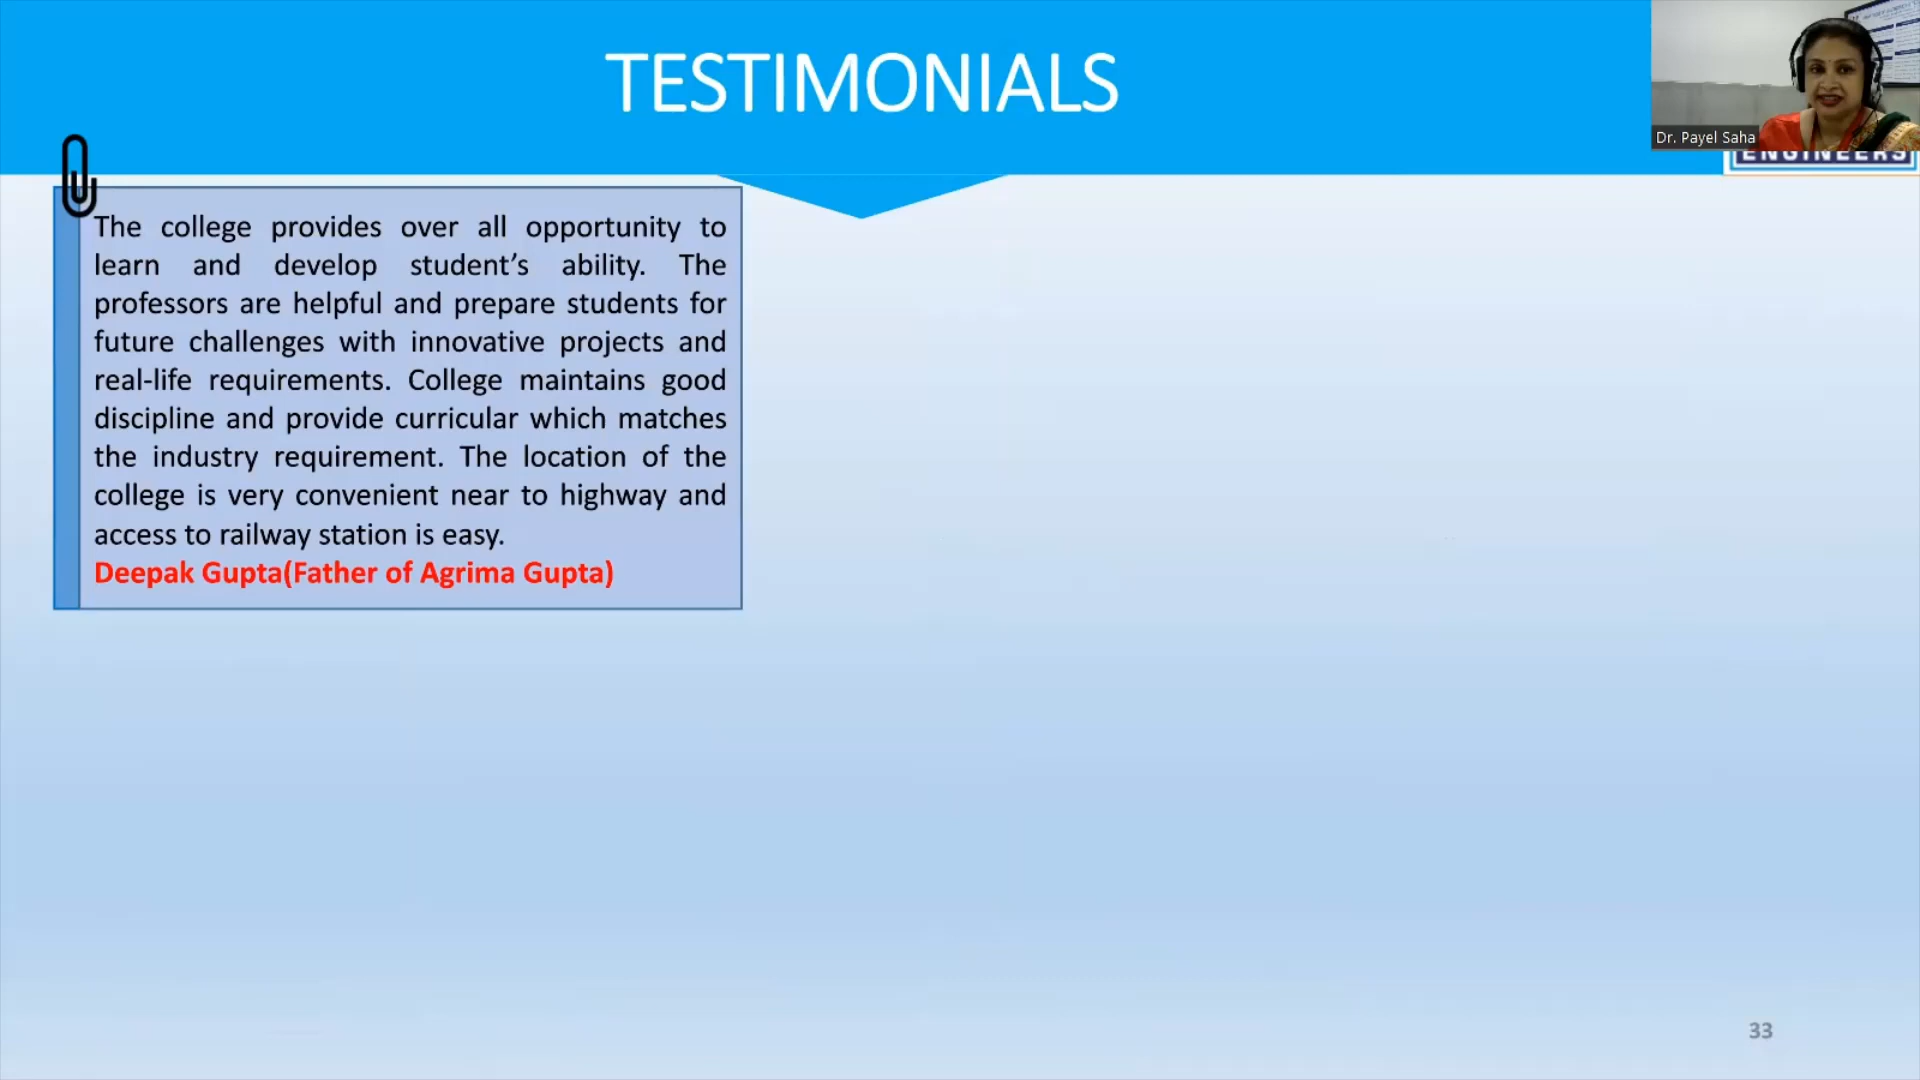 TESTIMONIALS
Dr. Payel Saha
ENGINEERS
The college provides over all opportunity to
learn and develop student’s ability. The
professors are helpful and prepare students for
future challenges with innovative projects and
real-life requirements. College maintains good
discipline and provide curricular which matches
the industry requirement. The location of the
college is very convenient near to highway and
access to railway station is easy.
Deepak Gupta(Father of Agrima Gupta)
33